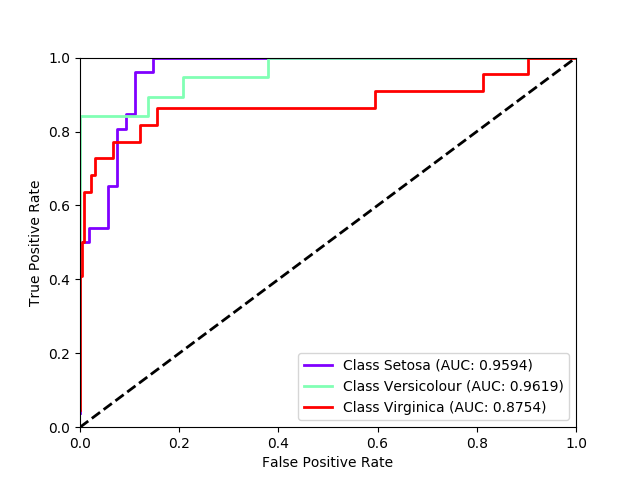 1.0
0.8
0.6
0.4
0.2
0.0
True Positive Rate
Class Setosa (AUC: 0.9594)
Class Versicolour (AUC: 0.9619)
Class Virginica (AUC: 0.8754)
0.0 0.2 0.4 0.6 0.8 1.0
False Positive Rate